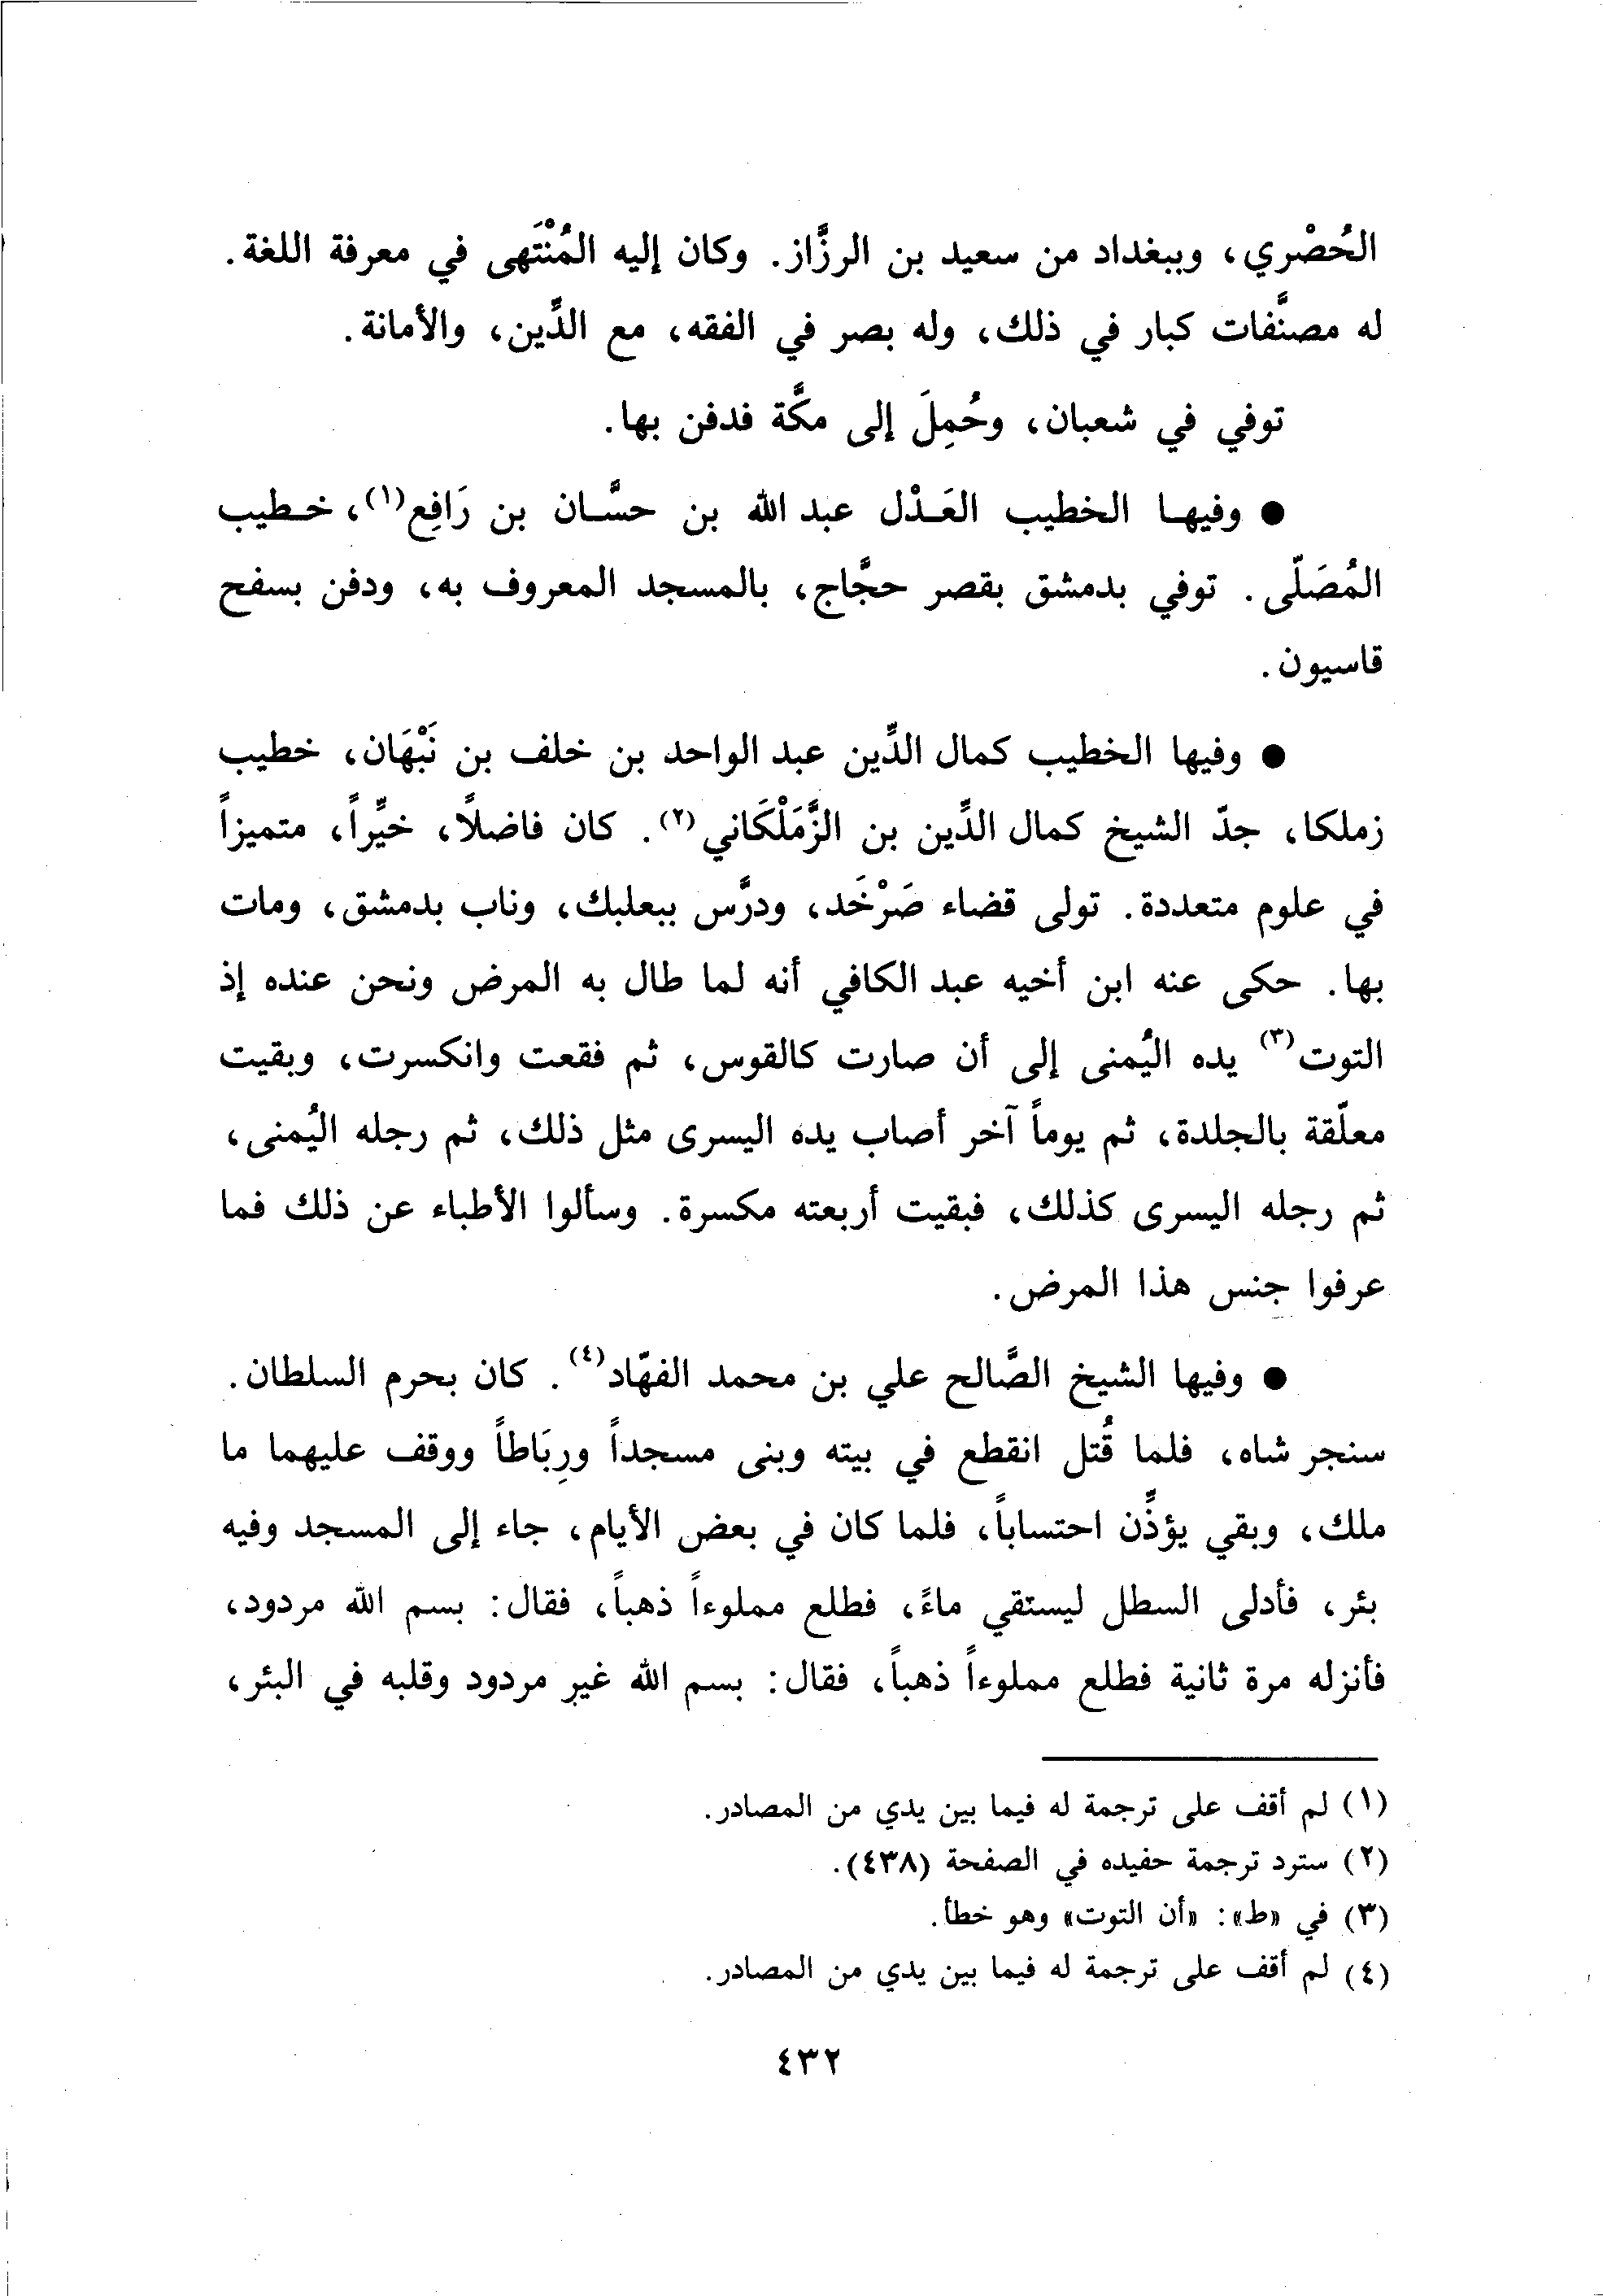 الحُصْري، وببغداد من سعيد بن الرزَّاز. وكان إليه المُنْتَهى في معرفة اللغة.
له مصنَّفات كبار في ذلك، وله بصر في الفقه، مع الدِّين، والأمانة.
توفي في شعبان، وحُمِلَ إلى مكَّة فدفن بها.
● وفيهـا الخطيب العَـدْل عبد الله بن حسَّـان بن رَافِع(١)، خـطيب
المُصَلّى. توفي بدمشق بقصر حجَّاج، بالمسجد المعروف به، ودفن بسفح
قاسيون.
● وفيها الخطيب كمال الدِّين عبد الواحد بن خلف بن نَبْهَان، خطيب
زملكا، جدّ الشيخ كمال الدِّين بن الزَّمَلْكَاني(٢). كان فاضلاً، خيِّراً، متميزاً
في علوم متعددة. تولى قضاء صَرْخَد، ودرَّس ببعلبك، وناب بدمشق، ومات
بها. حكى عنه ابن أخيه عبد الكافي أنه لما طال به المرض ونحن عنده إذ
التوت(٣) يده اليُمنى إلى أن صارت كالقوس، ثم فقعت وانكسرت، وبقيت
معلّقة بالجلدة، ثم يوماً آخر أصاب يده اليسرى مثل ذلك، ثم رجله اليُمنى،
ثم رجله اليسرى كذلك، فبقيت أربعته مكسرة. وسألوا الأطباء عن ذلك فما
عرفوا جنس هذا المرض.
● وفيها الشيخ الصَّالح علي بن محمد الفهّاد(٤). كان بحرم السلطان.
سنجر شاه، فلما قُتل انقطع في بيته وبنى مسجداً ورِبَاطاً ووقف عليهما ما
ملك، وبقي يؤذِّن احتساباً، فلما كان في بعض الأيام، جاء إلى المسجد وفيه
بئر، فأدلى السطل ليستقي ماءً، فطلع مملوءاً ذهباً، فقال: بسم الله مردود،
فأنزله مرة ثانية فطلع مملوءاً ذهباً، فقال: بسم الله غير مردود وقلبه في البئر،
(١) لم أقف على ترجمة له فيما بين يدي من المصادر.
(٢) سترد ترجمة حفيده في الصفحة (٤٣٨).
(٣) في «ط»: «أن التوت» وهو خطأ.
(٤) لم أقف على ترجمة له فيما بين يدي من المصادر.
٤٣٢